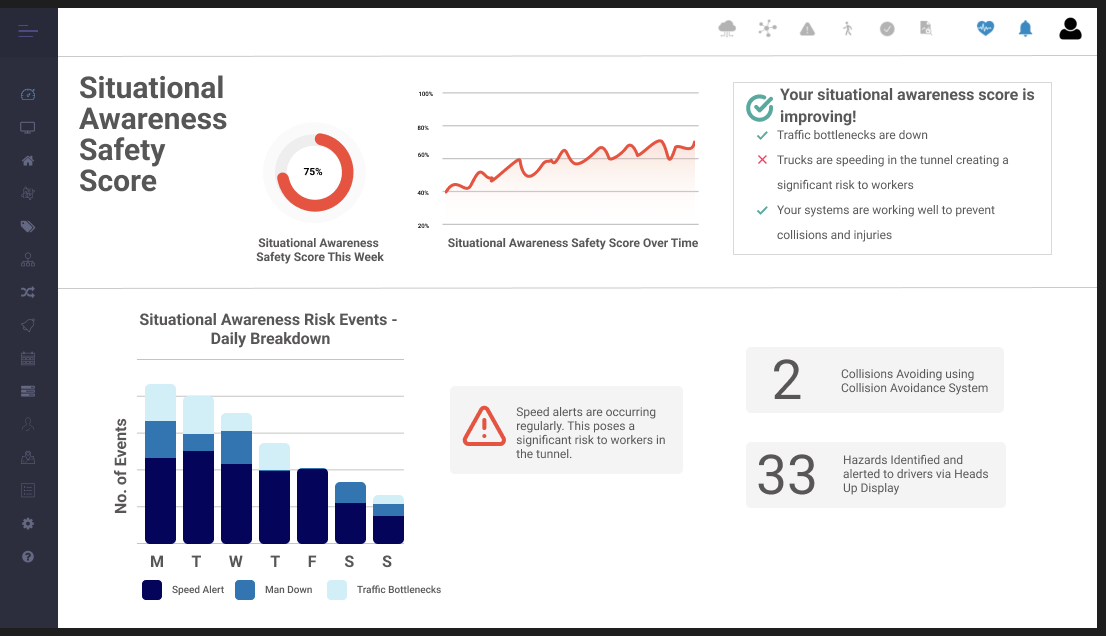 Situational
Awareness
Safety
Score
75%
Situational Awareness
Safety Score This Week
100%
80%
60%
40%
20%
Situational Awareness Safety Score Over Time
Your situational awareness score is
improving!
Traffic bottlenecks are down
Trucks are speeding in the tunnel creating a
significant risk to workers
Your systems are working well to prevent
collisions and injuries
Situational Awareness Risk Events -
Daily Breakdown
No. of Events
M T W T F S S
Speed Alert Man Down Traffic Bottlenecks
Speed alerts are occurring
regularly. This poses a
significant risk to workers in
the tunnel.
2
Collisions Avoiding using
Collision Avoidance System
33
Hazards Identified and
alerted to drivers via Heads
Up Display